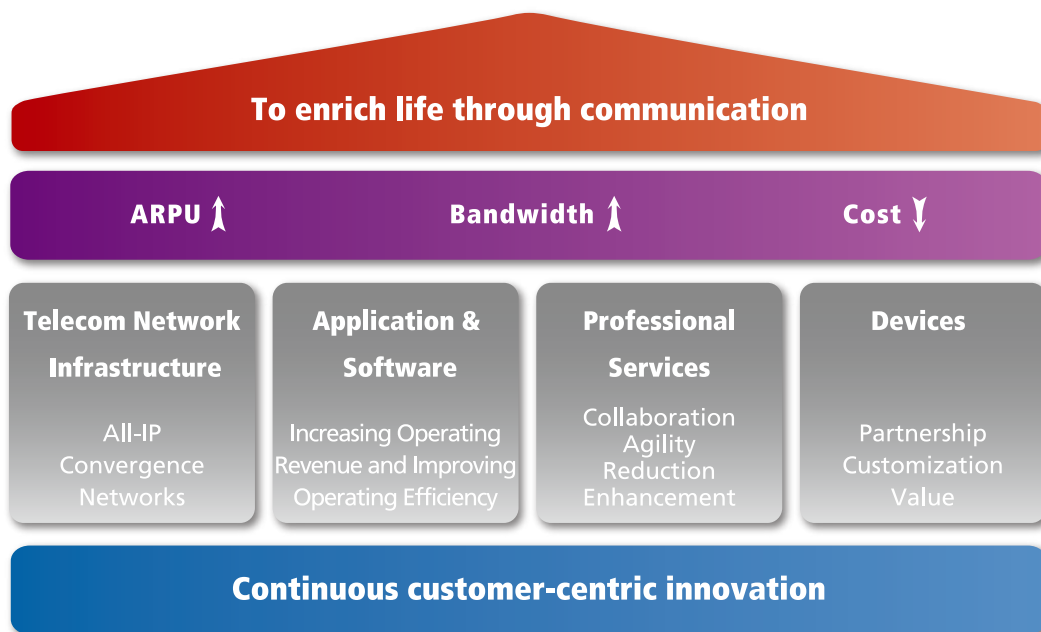 To enrich life through communication
ARPU Bandwidth Cost
Telecom Network
Infrastructure
All-IP
Convergence
Networks
Application &
Software
Increasing Operating
Revenue and Improving
Operating Efficiency
Professional
Services
Collaboration
Agility
Reduction
Enhancement
Devices
Partnership
Customization
Value
Continuous customer-centric innovation